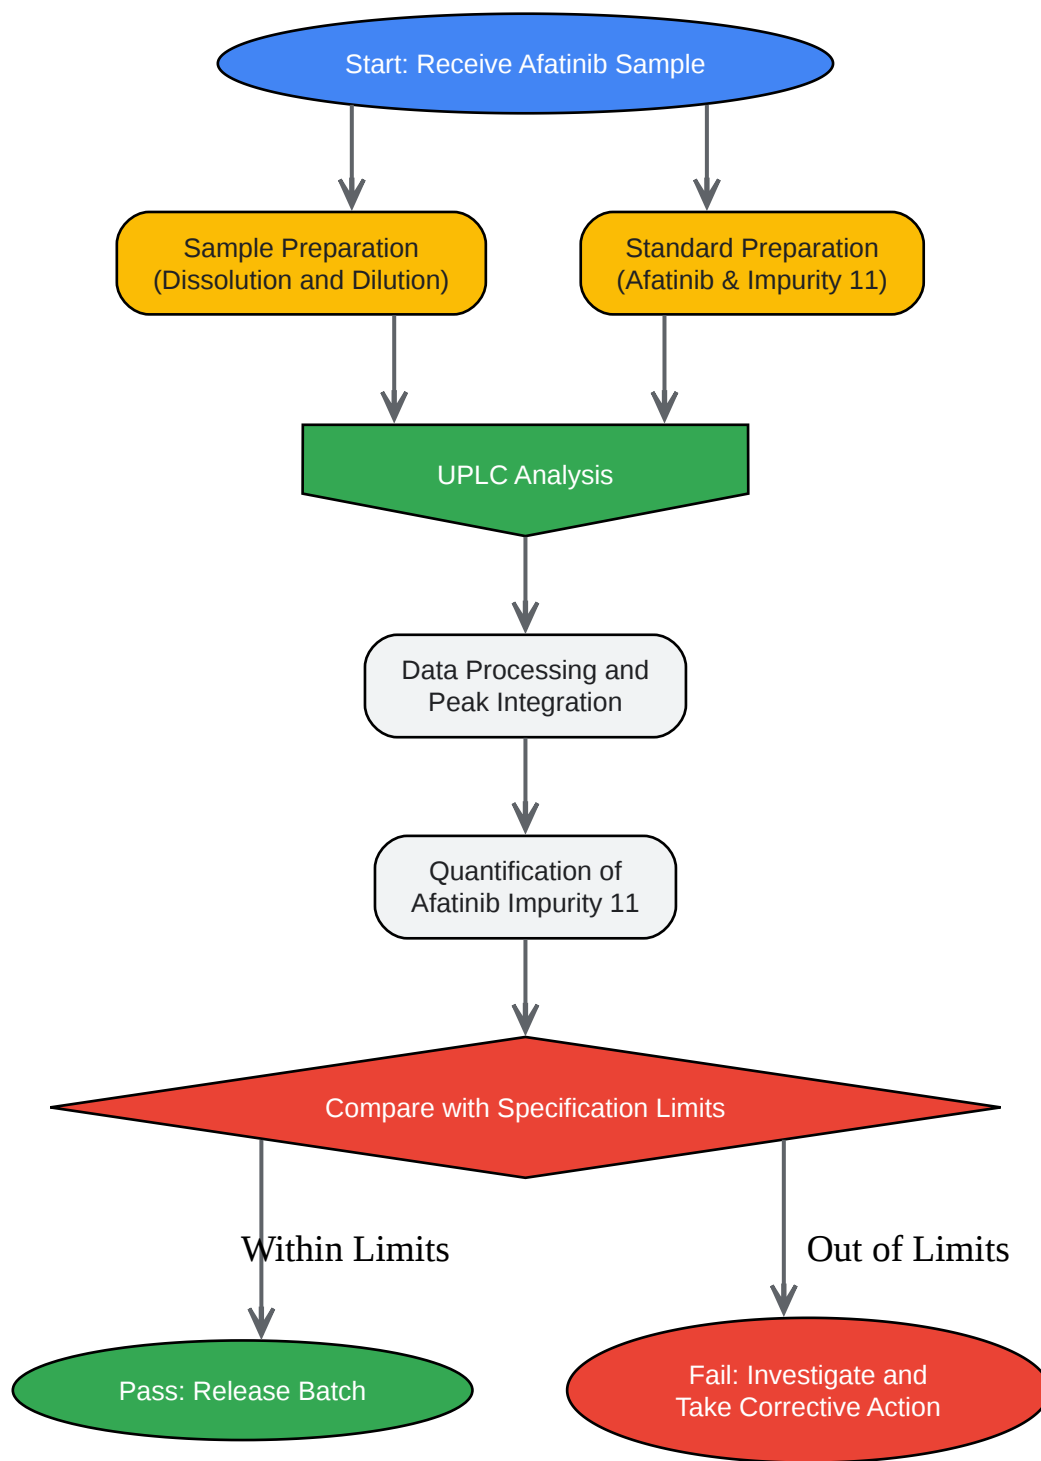 Start: Receive Afatinib Sample
Sample Preparation
(Dissolution and Dilution)
Standard Preparation
(Afatinib & Impurity 11)
UPLC Analysis
Data Processing and
Peak Integration
Quantification of
Afatinib Impurity 11
Compare with Specification Limits
Within Limits
Out of Limits
Pass: Release Batch
Fail: Investigate and
Take Corrective Action